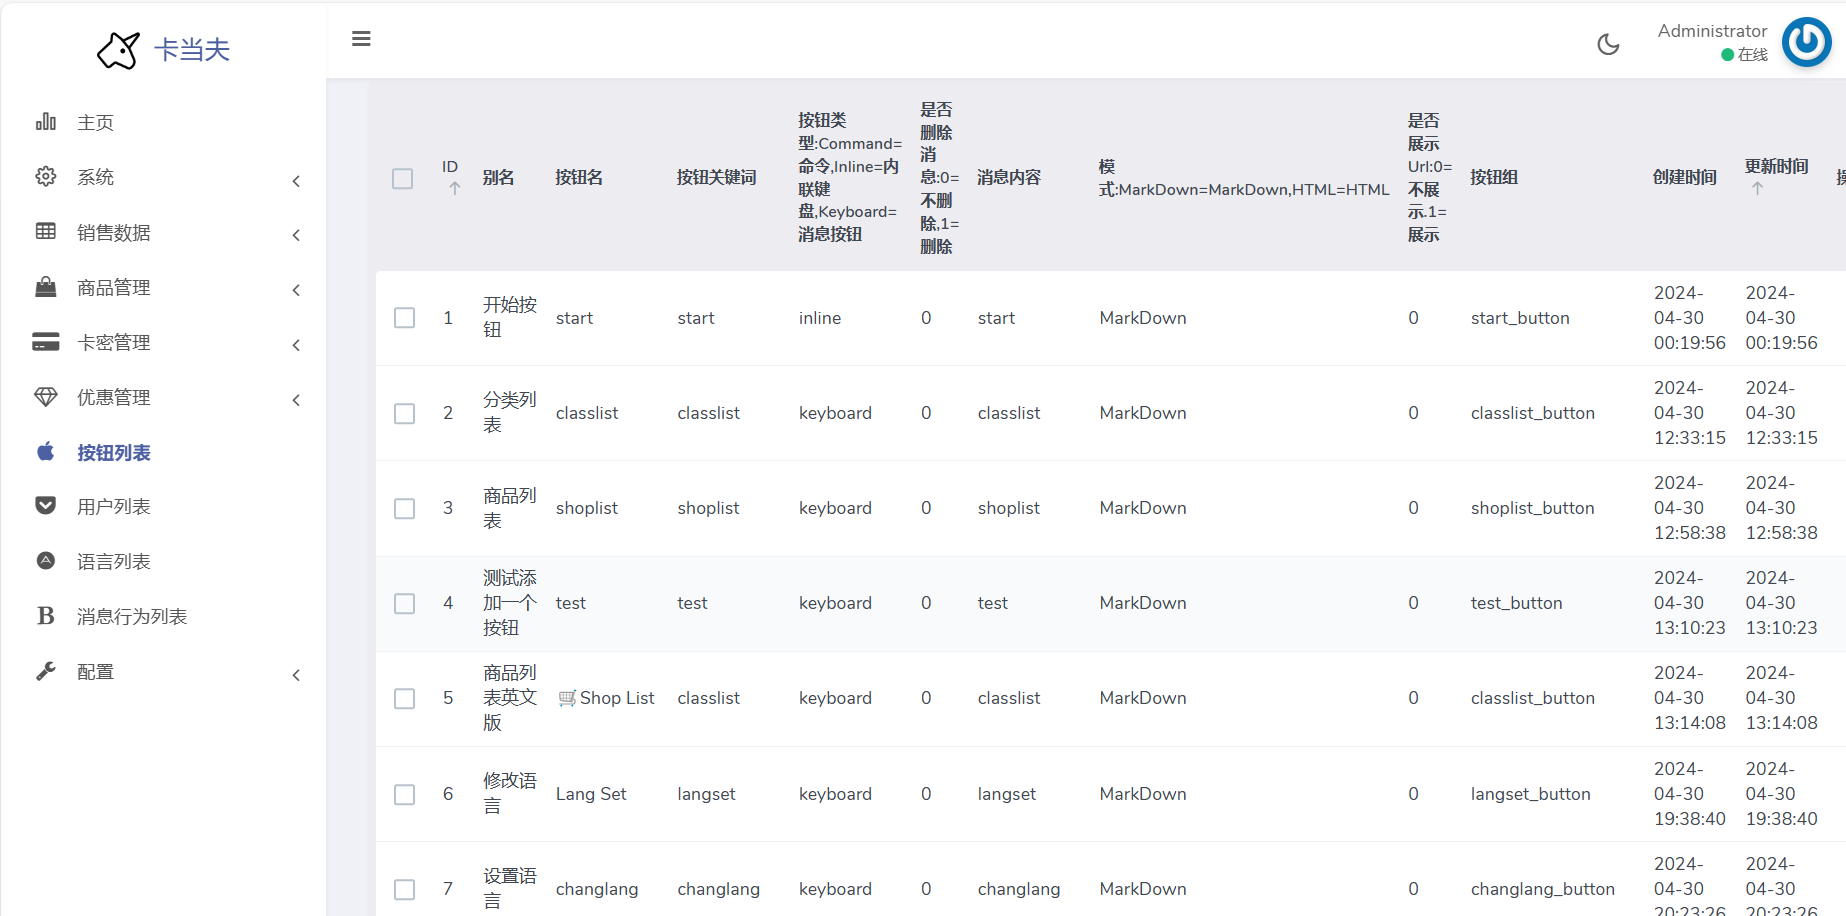 卡当夫
Administrator
在线
主页
系统
销售数据
商品管理
卡密管理
优惠管理
按钮列表
用户列表
语言列表
B 消息行为列表
配置
ID
别名
按钮名
按钮关键词
按钮类
型:Command=
命令,Inline=内
联键
盘,Keyboard=
消息按钮
是否
删除
消
息:0=
不删
除,1=
删除
消息内容
模
式:MarkDown=MarkDown,HTML=HTML
是否
展示
Url:0=
不展
示.1=
展示
按钮组
创建时间
更新时间
1
开始按
钮
start
start
inline
0
start
MarkDown
0
start_button
2024-
04-30
00:19:56
2024-
04-30
00:19:56
2
分类列
表
classlist
classlist
keyboard
0
classlist
MarkDown
0
classlist_button
2024-
04-30
12:33:15
2024-
04-30
12:33:15
3
商品列
表
shoplist
shoplist
keyboard
0
shoplist
MarkDown
0
shoplist_button
2024-
04-30
12:58:38
2024-
04-30
12:58:38
4
测试添
加一个
按钮
test
test
keyboard
0
test
MarkDown
0
test_button
2024-
04-30
13:10:23
2024-
04-30
13:10:23
5
商品列
表英文
版
🛒Shop List
classlist
keyboard
0
classlist
MarkDown
0
classlist_button
2024-
04-30
13:14:08
2024-
04-30
13:14:08
6
修改语
言
Lang Set
langset
keyboard
0
langset
MarkDown
0
langset_button
2024-
04-30
19:38:40
2024-
04-30
19:38:40
7
设置语
言
changlang
changlang
keyboard
0
changlang
MarkDown
0
changlang_button
2024-
04-30
20:23:26
2024-
04-30
20:23:26